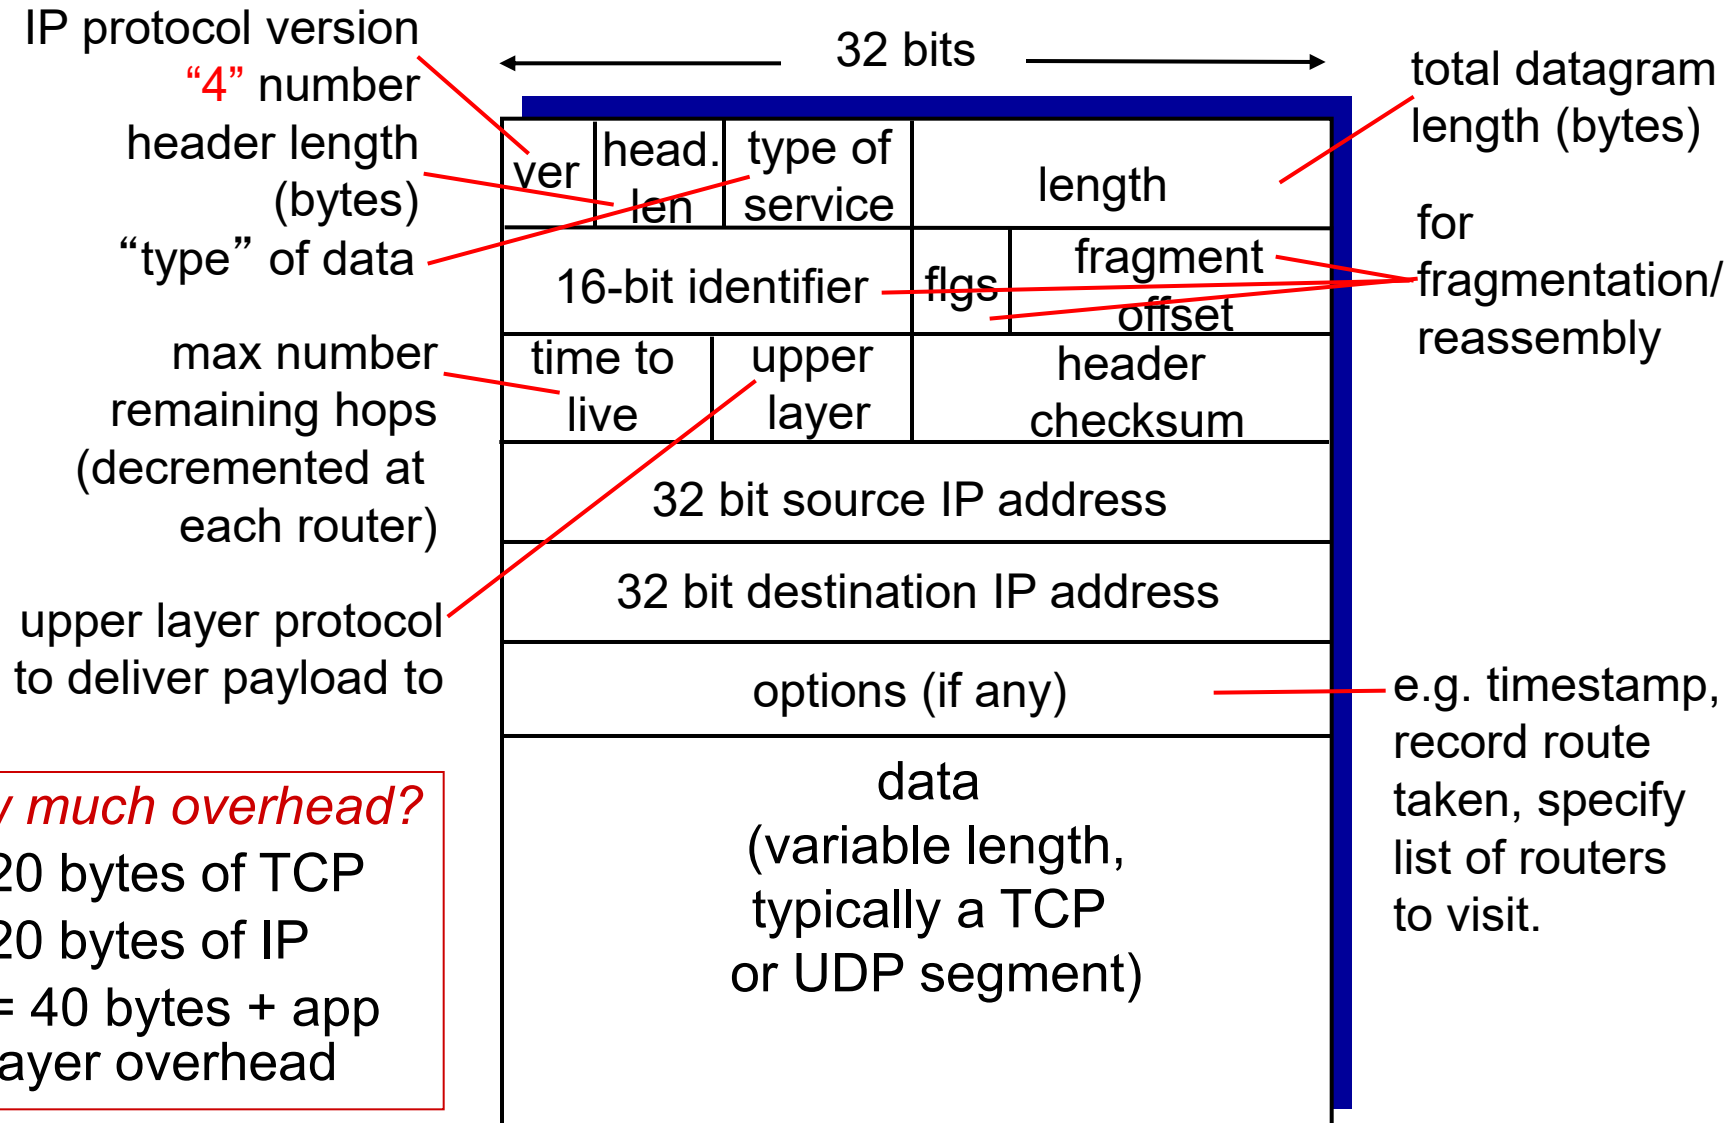 IP protocol version
“4” number
header length
(bytes)
“type” of data
max number
remaining hops
(decremented at
each router)
upper layer protocol
to deliver payload to
32 bits
ver
head.
len
type of
service
length
16-bit identifier
flgs
fragment
offset
time to
live
upper
layer
header
checksum
32 bit source IP address
32 bit destination IP address
options (if any)
data
(variable length,
typically a TCP
or UDP segment)
total datagram
length (bytes)
for
fragmentation/
reassembly
e.g. timestamp,
record route
taken, specify
list of routers
to visit.
much overhead?
20 bytes of TCP
20 bytes of IP
= 40 bytes + app
ayer overhead